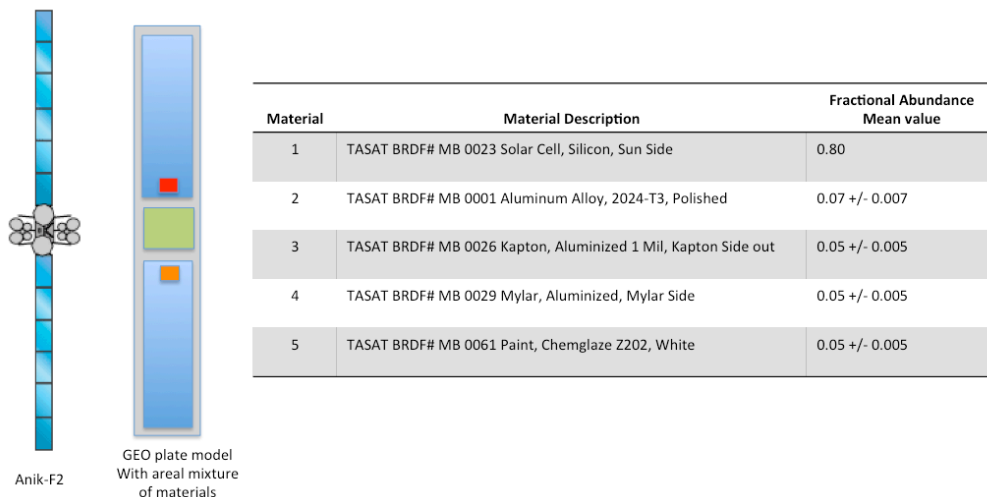 Anik-F2
GEO plate model
With areal mixture
of materials
Material Material Description Fractional Abundance
Mean value
1 TASAT BRDF# MB 0023 Solar Cell, Silicon, Sun Side 0.80
2 TASAT BRDF# MB 0001 Aluminum Alloy, 2024-T3, Polished 0.07 +/- 0.007
3 TASAT BRDF# MB 0026 Kapton, Aluminized 1 Mil, Kapton Side out 0.05 +/- 0.005
4 TASAT BRDF# MB 0029 Mylar, Aluminized, Mylar Side 0.05 +/- 0.005
5 TASAT BRDF# MB 0061 Paint, Chemglaze Z202, White 0.05 +/- 0.005